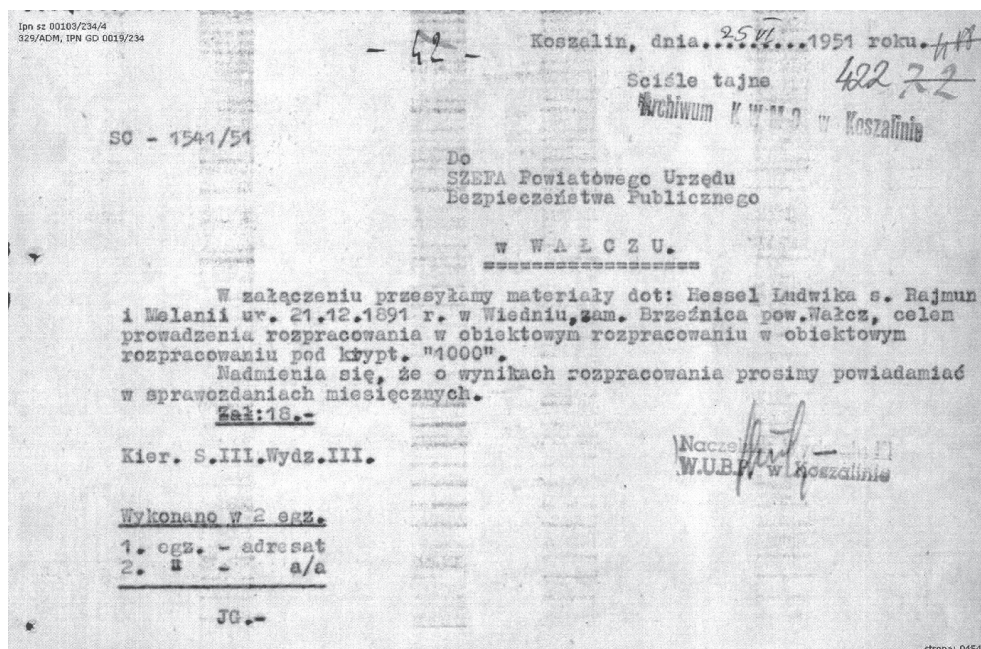 Ipn sz 00103/234/4
329/ADM, IPN GD 0019/234
- 42 -
Koszalin, dnia..25 VI..1951 roku.
Sciśle tajne
422 72
Archiwum K W M O w Koszalinie
SC - 1541/51
Do
SZEFA Powiatowego Urzędu
Bezpieczeństwa Publicznego
w WAŁCZU.
W załączeniu przesyłamy materiały dot: Hessel Ludwika s. Rajmun
i Melanii ur. 21.12.1891 r. w Wiedniu,zam. Brzeźnica pow.Wałcz, celem
prowadzenia rozpracowania w obiektowym rozpracowaniu w obiektowym
rozpracowaniu pod krypt. "1000".
Nadmienia się, że o wynikach rozpracowania prosimy powiadamiać
w sprawozdaniach miesięcznych.
Zał:18.-
Kier. S.III.Wydz.III.
W.U.B.P. w Koszalinie
Wykonano w 2 egz.
1. egz. - adresat
2. " - a/a
JG.-